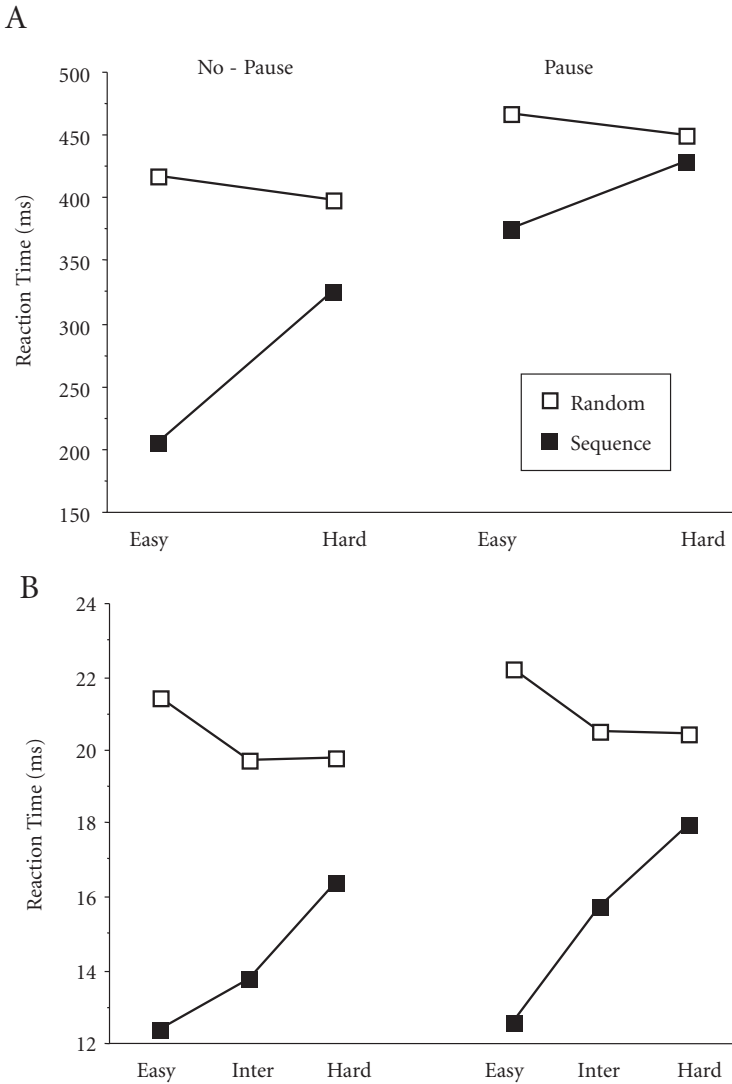 A
No - Pause
Pause
500
450
400
350
300
250
200
150
Reaction Time (ms)
Random
Sequence
Easy
Hard
Easy
Hard
B
24
22
20
18
16
14
12
Reaction Time (ms)
Easy
Inter
Hard
Easy
Inter
Hard